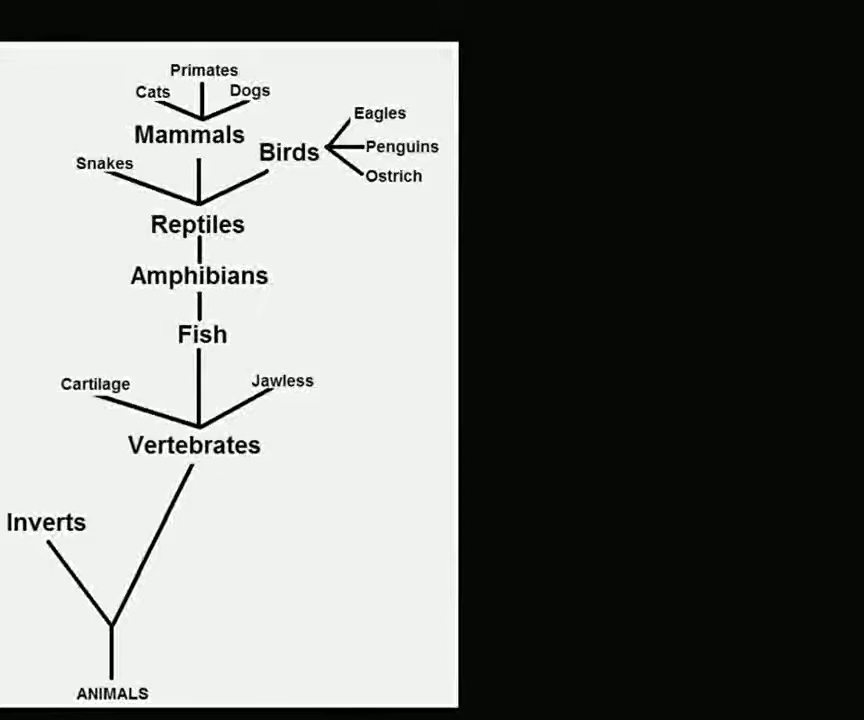 Primates
Cats
Dogs
Mammals
Eagles
Birds
Penguins
Snakes
Ostrich
Reptiles
Amphibians
Fish
Cartilage
Jawless
Vertebrates
Inverts
ANIMALS